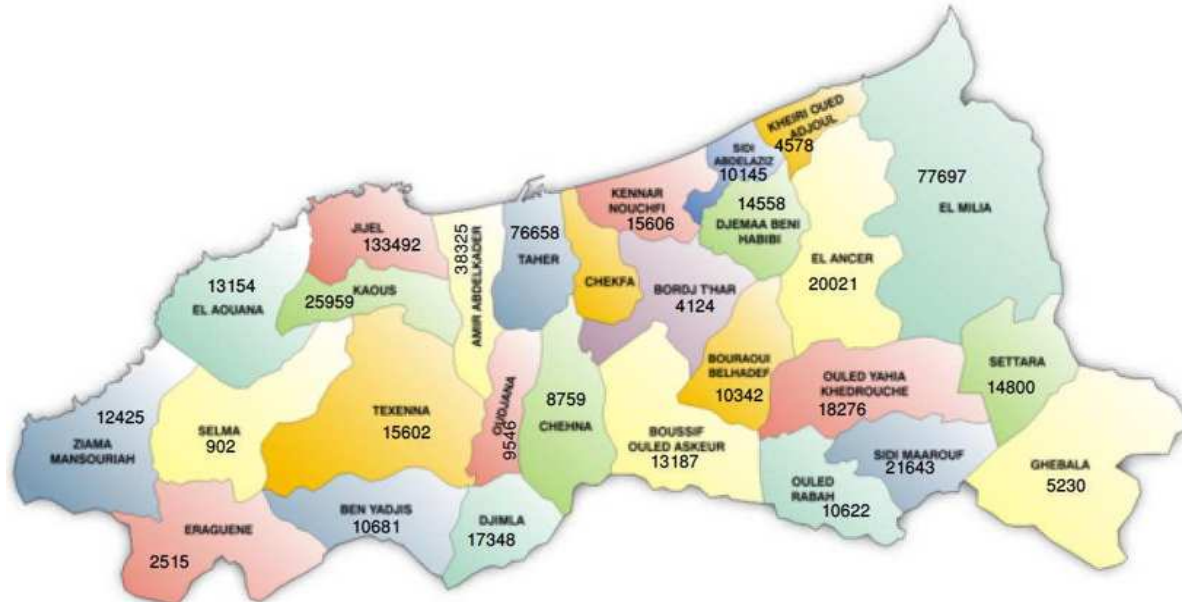 KHEIRI OUED
ADJOUL
4578
SIDI
ABDELAZIZ
10145
77697
EL MILIA
KENNAR
NOUCHFI
15606
14558
DJEMAA BENI
HABIBI
JIJEL
133492
38325
AMIR ABDELKADER
76658
TAHER
CHEKFA
EL ANCER
20021
13154
EL AOUANA
25959
KAOUS
BORDJ T'HAR
4124
BOURAOUI
BELHADEF
10342
OULED YAHIA
KHEDROUCHE
18276
SETTARA
14800
12425
ZIAMA
MANSOURIAH
SELMA
902
TEXENNA
15602
OUDJANA
9546
8759
CHEHNA
BOUSSIF
OULED ASKEUR
13187
SIDI MAAROUF
21643
OULED
RABAH
10622
GHEBALA
5230
ERAGUENE
2515
BEN YADJIS
10681
DJIMLA
17348